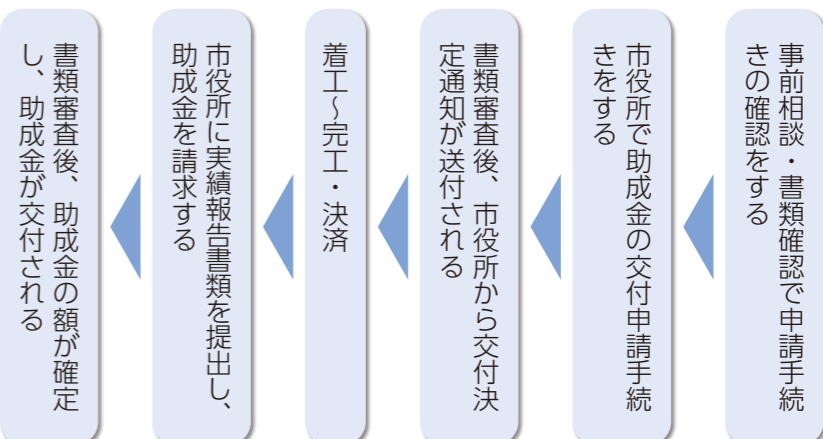 事前相談・書類確認で申請手続
きの確認をする
市役所で助成金の交付申請手続
きをする
書類審査後、市役所から交付決
定通知が送付される
着工～完工・決済
市役所に実績報告書類を提出し、
助成金を請求する
書類審査後、助成金の額が確定
し、助成金が交付される